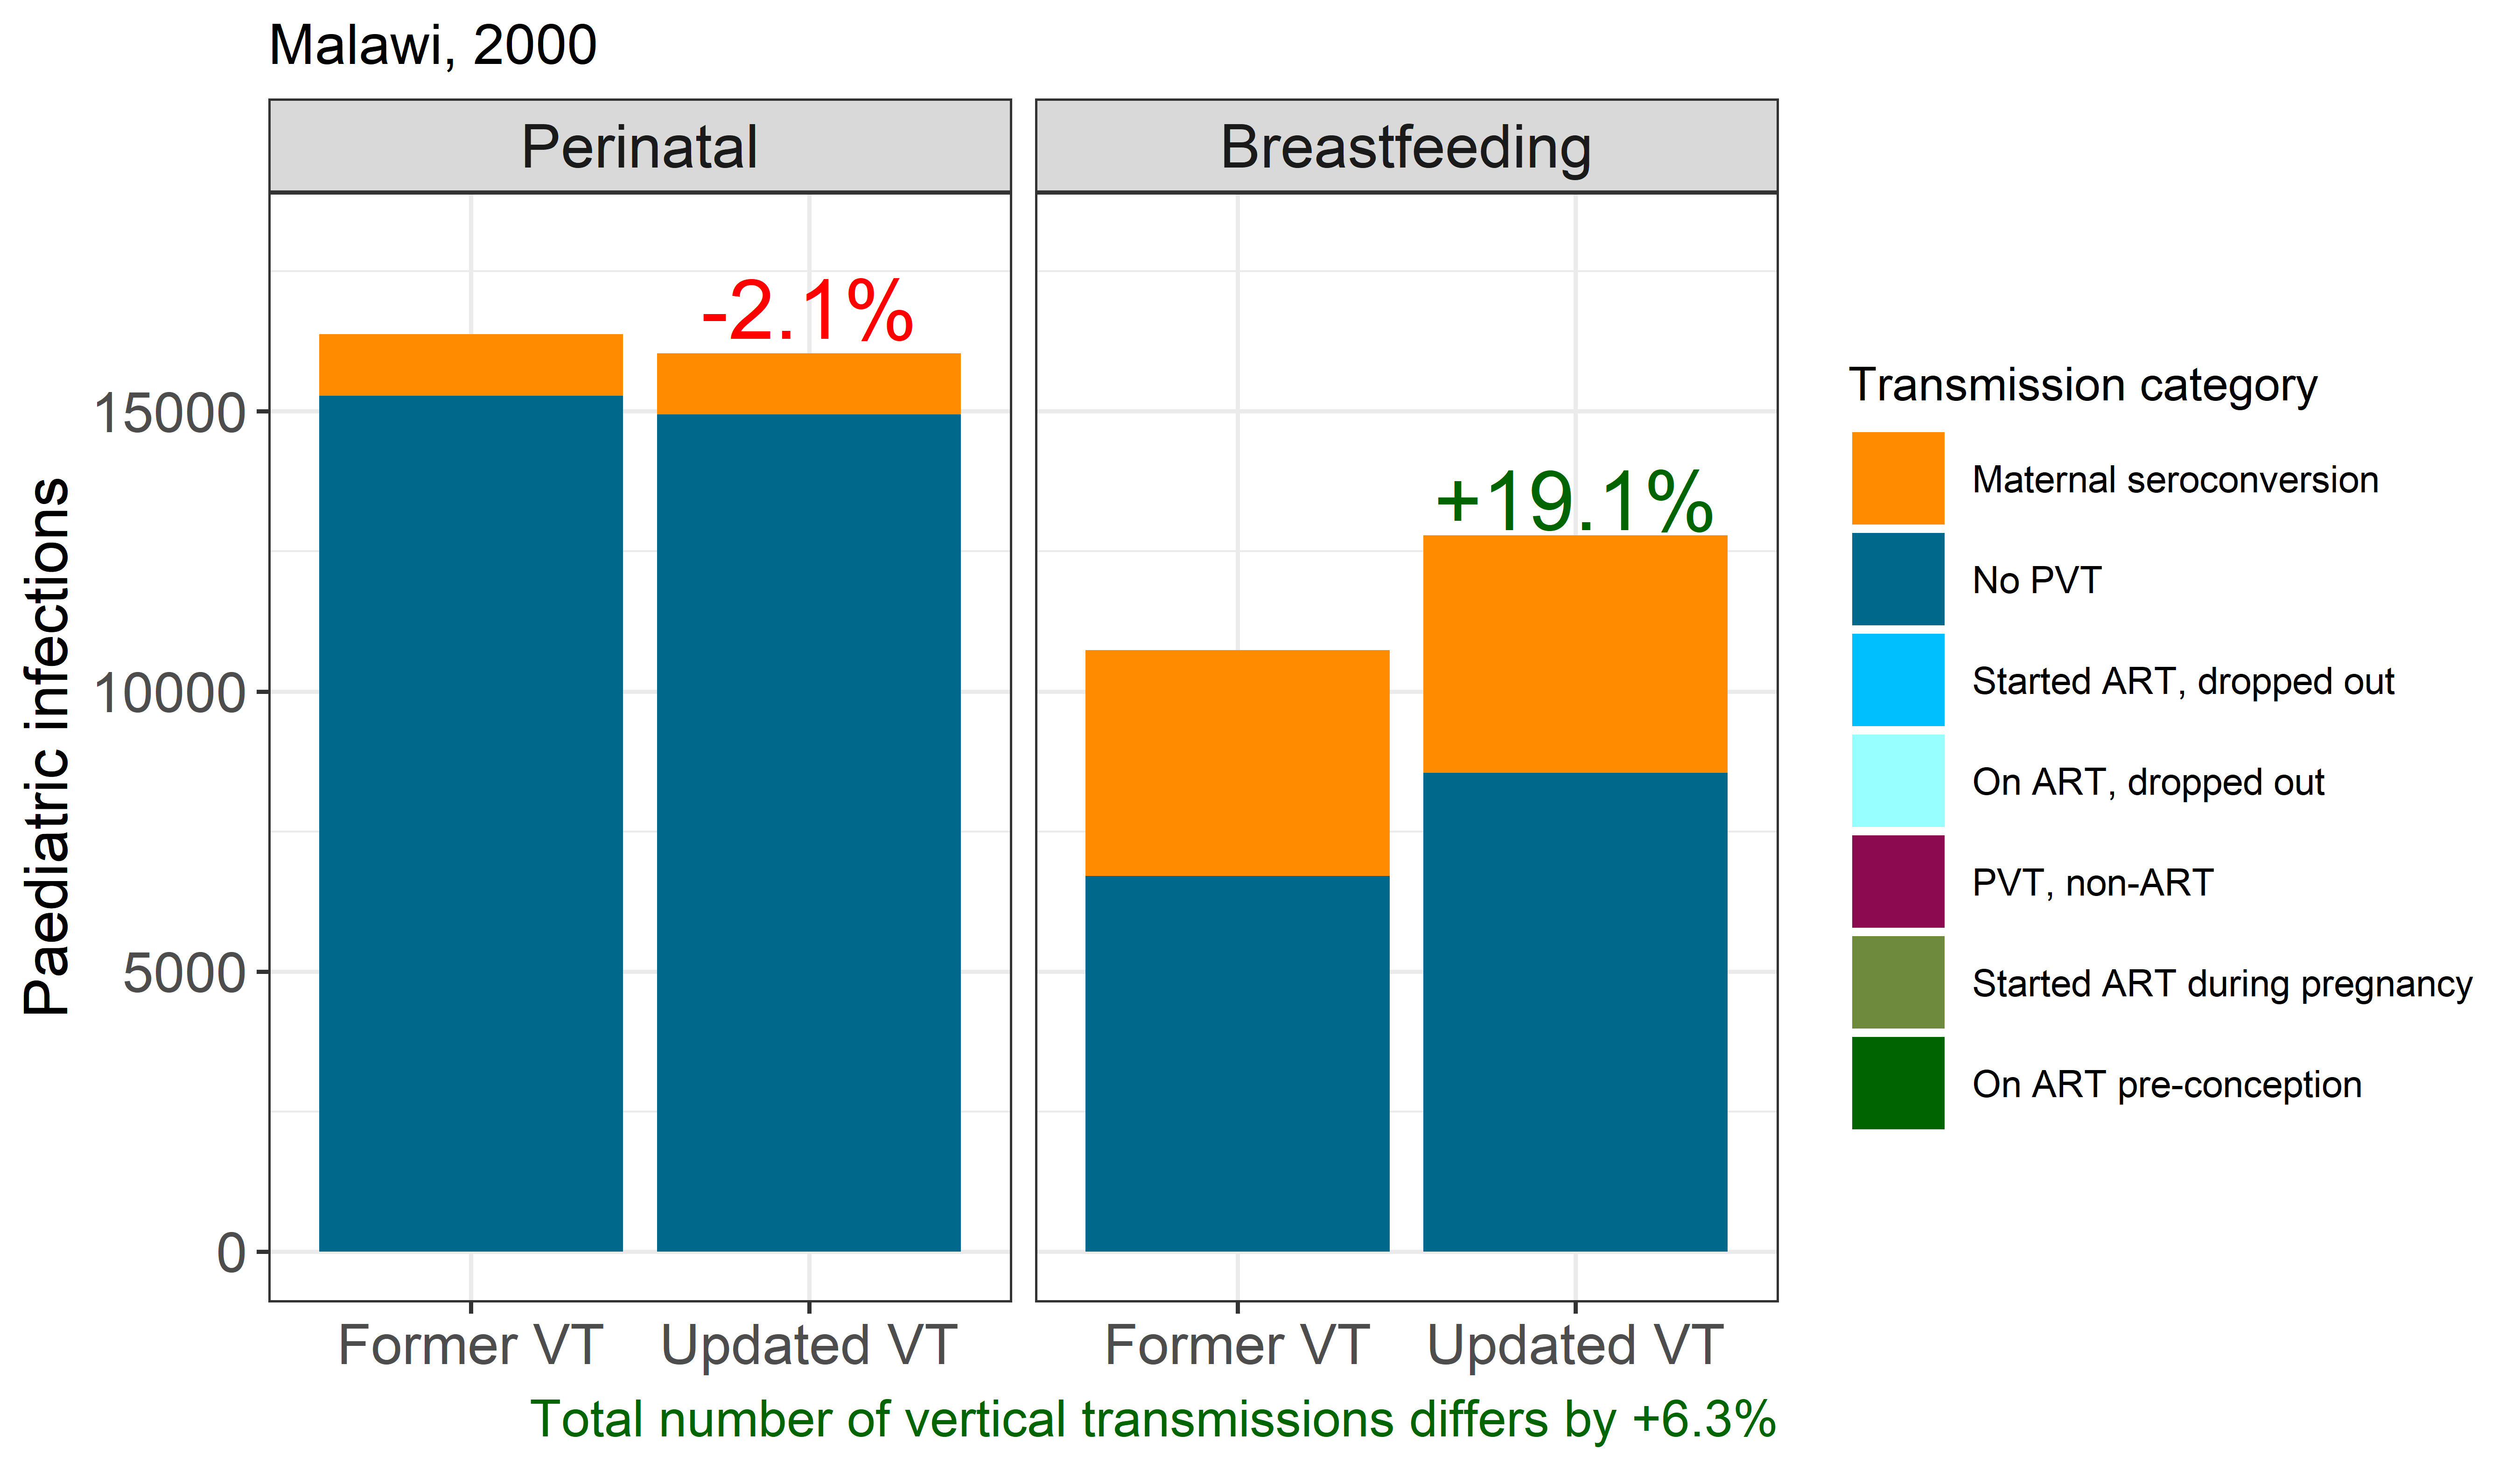 Malawi, 2000
Perinatal
Breastfeeding
-2.1%
+19.1%
Paediatric infections
15000
10000
5000
0
Former VT
Updated VT
Former VT
Updated VT
Total number of vertical transmissions differs by +6.3%
Transmission category
Maternal seroconversion
No PVT
Started ART, dropped out
On ART, dropped out
PVT, non-ART
Started ART during pregnancy
On ART pre-conception